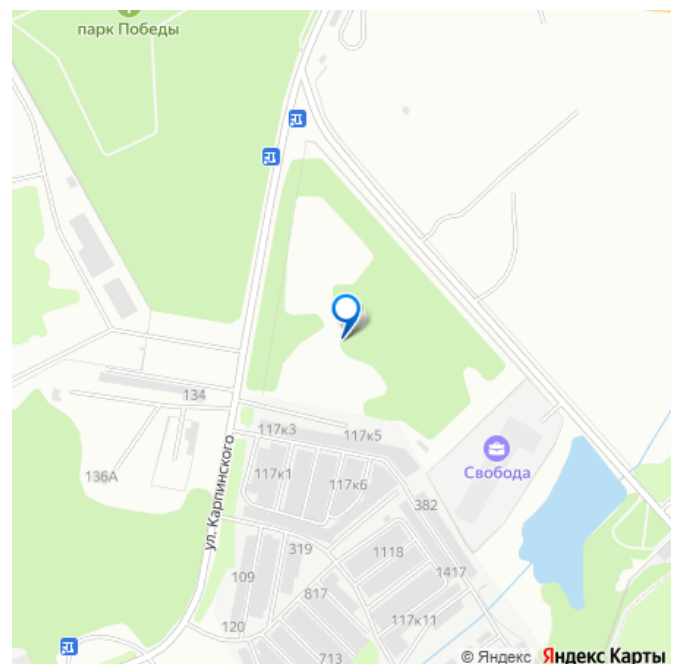 парк Победы
134
117к3
117к5
136А
117к1
117к6
Свобода
ул. Карпинского
382
319
1118
109
1417
817
117к11
120
713
© Яндекс Яндекс Карты